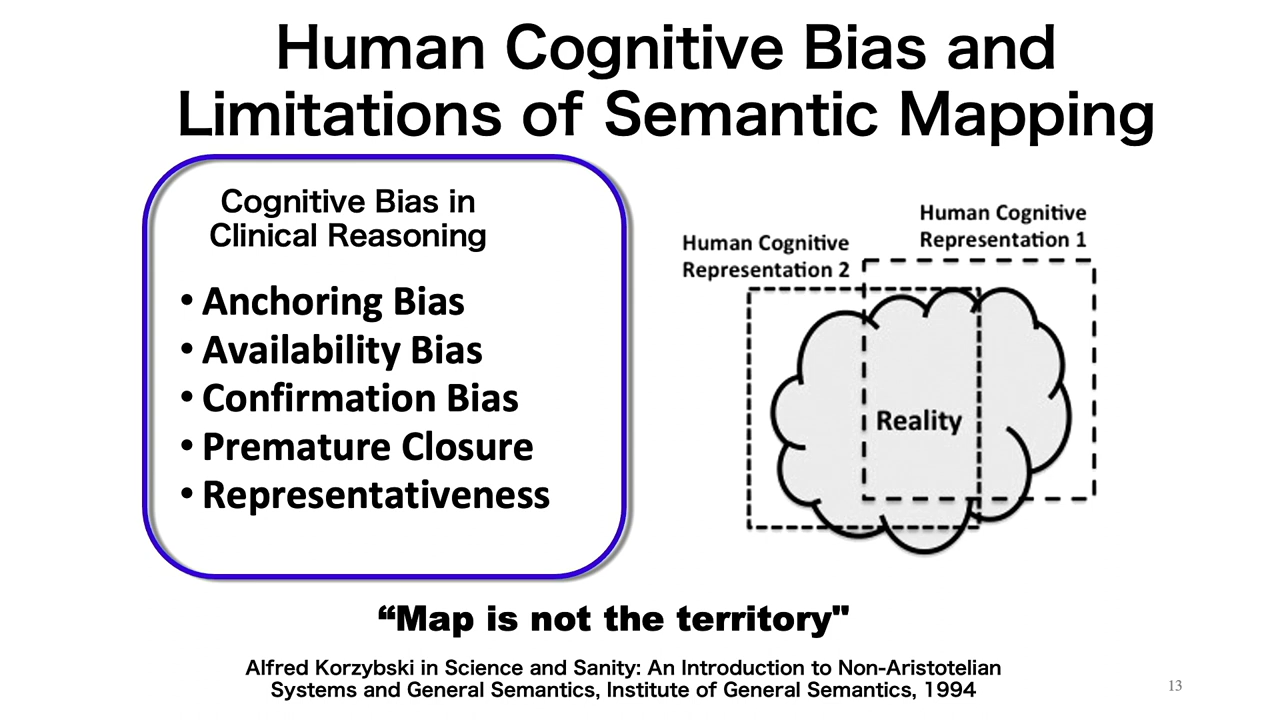 Human Cognitive Bias and
Limitations of Semantic Mapping
Cognitive Bias in
Clinical Reasoning
• Anchoring Bias
• Availability Bias
• Confirmation Bias
• Premature Closure
• Representativeness
Human Cognitive
Representation 1
Human Cognitive
Representation 2
Reality
“Map is not the territory"
Alfred Korzybski in Science and Sanity: An Introduction to Non-Aristotelian
Systems and General Semantics, Institute of General Semantics, 1994
13